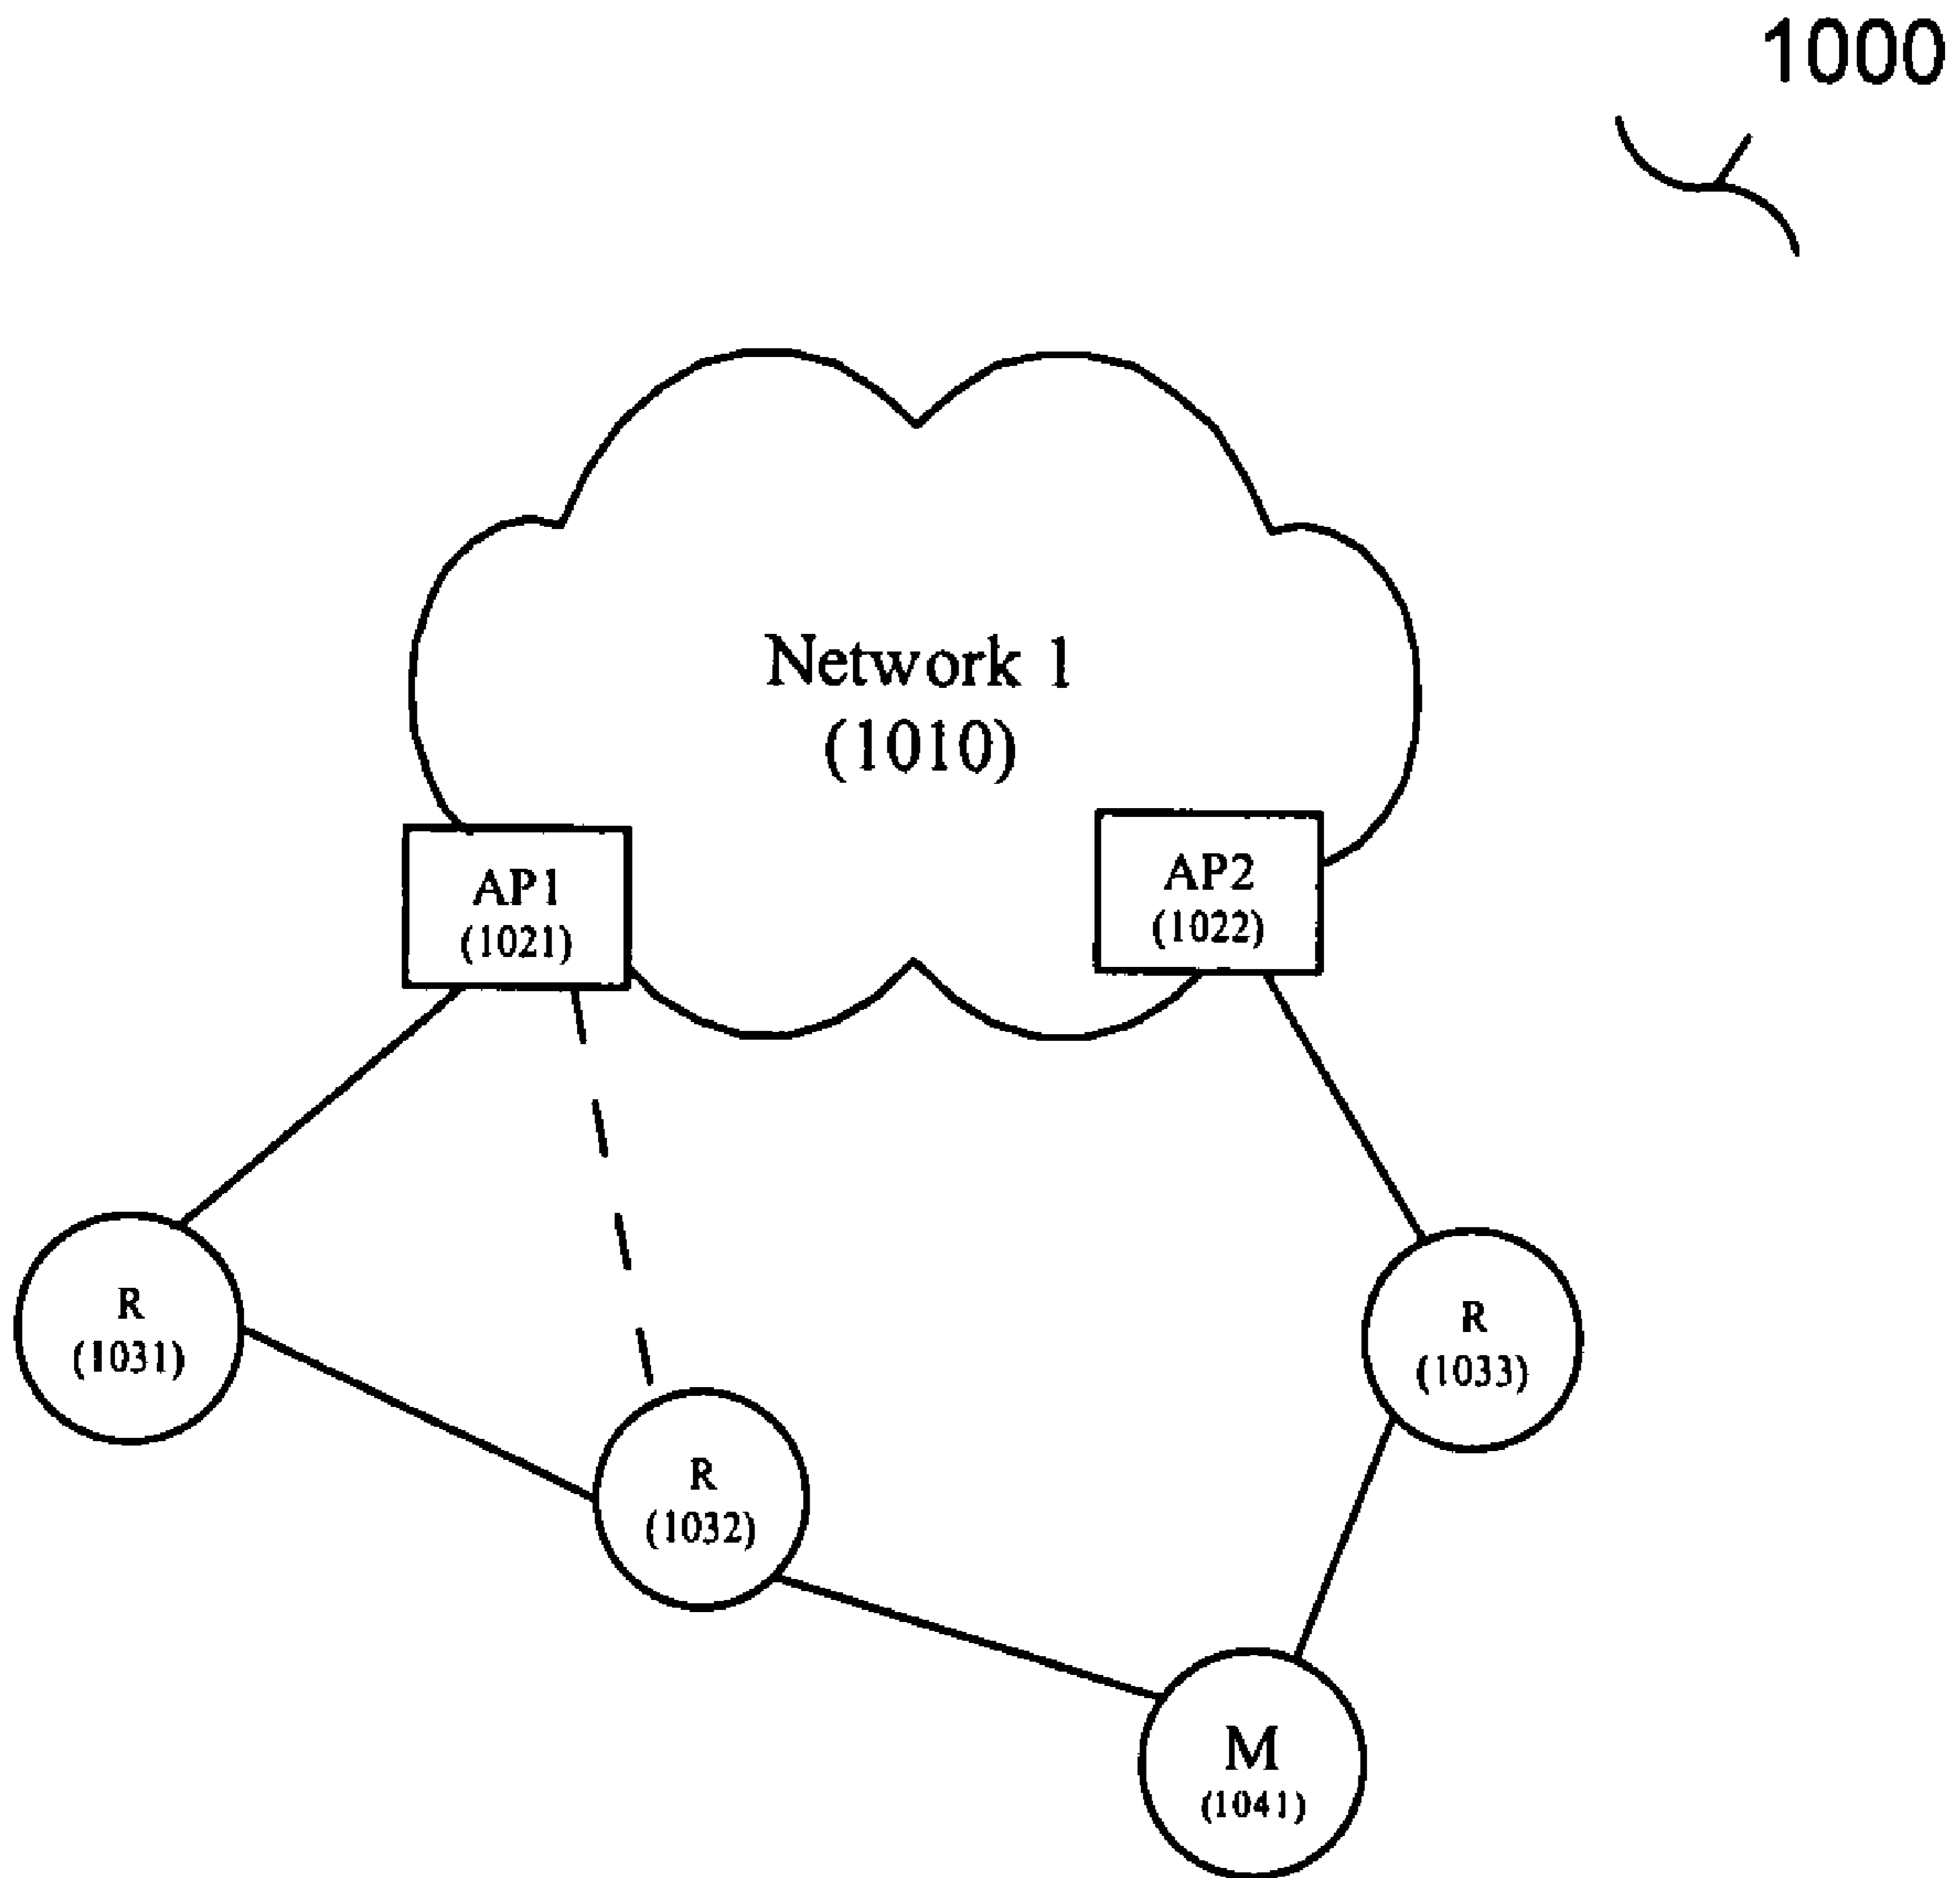 1000
Network 1
(1010)
AP1
(1021)
AP2
(1022)
R
(1031)
R
(1033)
R
(1032)
M
(1041)